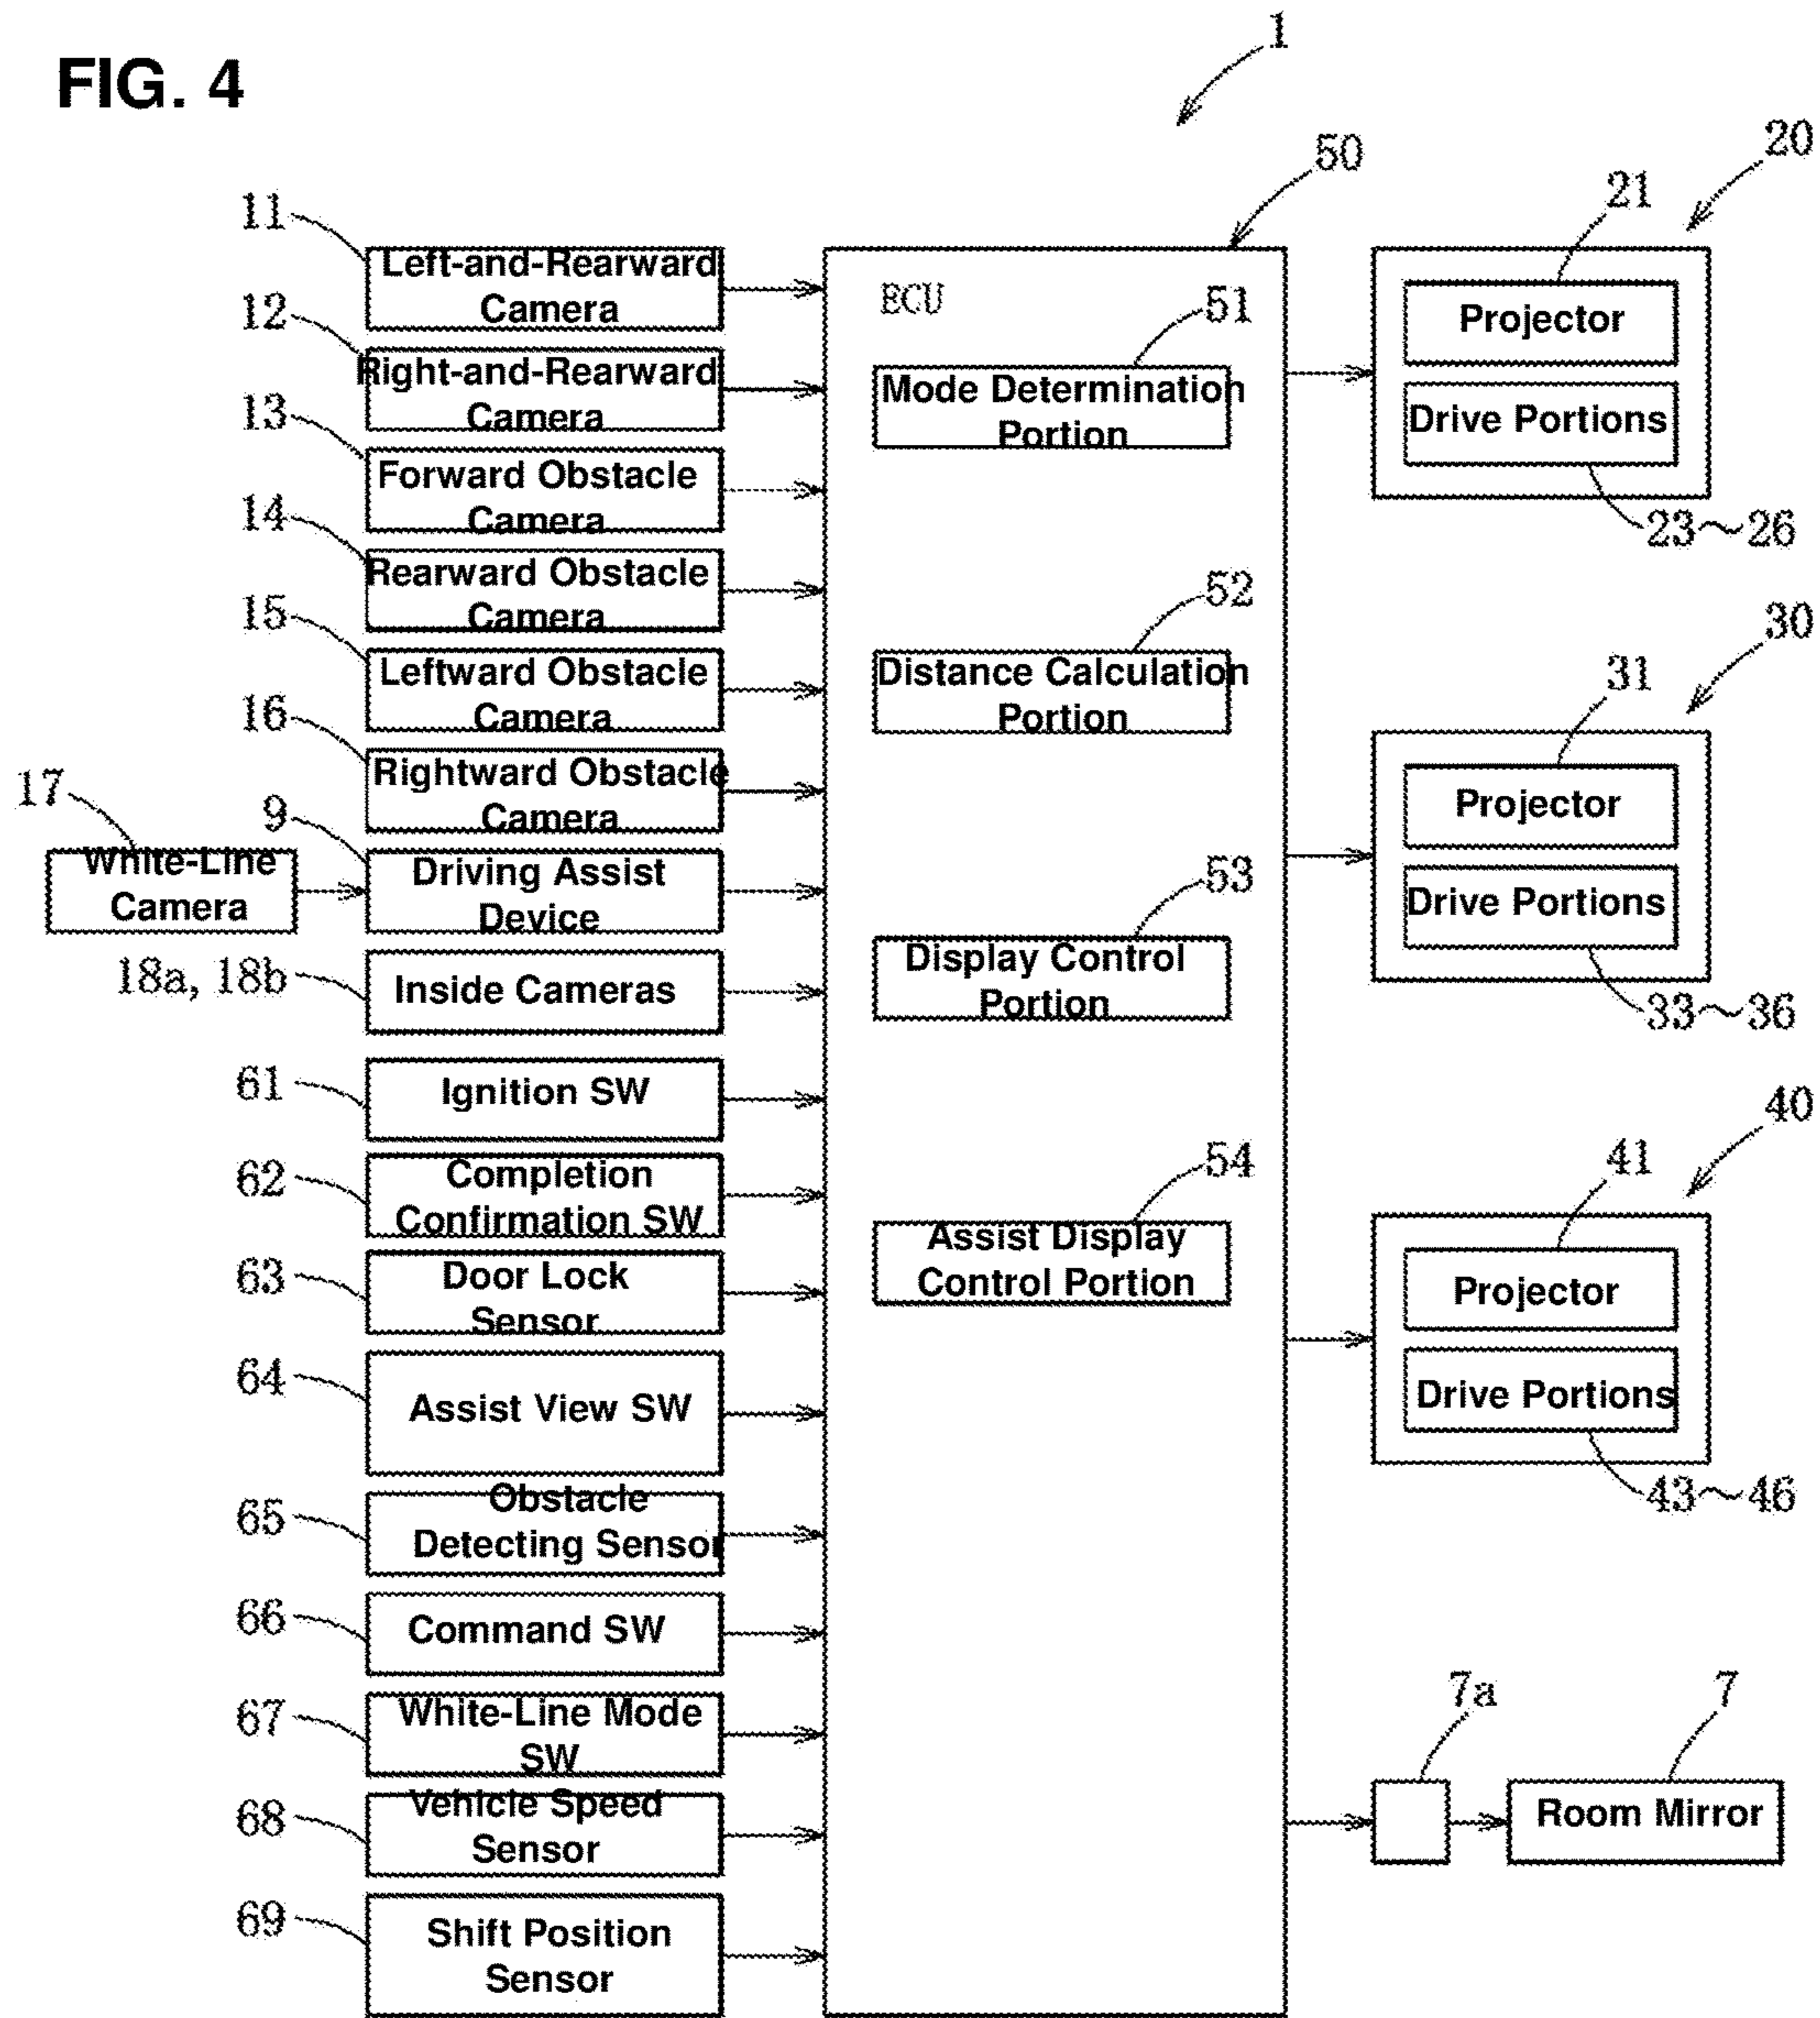 FIG. 4
1
50
20
11
Left-and-Rearward
Camera
12
Right-and-Rearward
Camera
13
Forward Obstacle
Camera
14
Rearward Obstacle
Camera
15
Leftward Obstacle
Camera
16
Rightward Obstacle
Camera
17
White-Line
Camera
9
Driving Assist
Device
18a, 18b
Inside Cameras
61
Ignition SW
62
Completion
Confirmation SW
63
Door Lock
Sensor
64
Assist View SW
65
Obstacle
Detecting Sensor
66
Command SW
67
White-Line Mode
SW
68
Vehicle Speed
Sensor
69
Shift Position
Sensor
ECU
51
Mode Determination
Portion
52
Distance Calculation
Portion
53
Display Control
Portion
54
Assist Display
Control Portion
21
Projector
Drive Portions
23~26
30
31
Projector
Drive Portions
33~36
40
41
Projector
Drive Portions
43~46
7a
7
Room Mirror